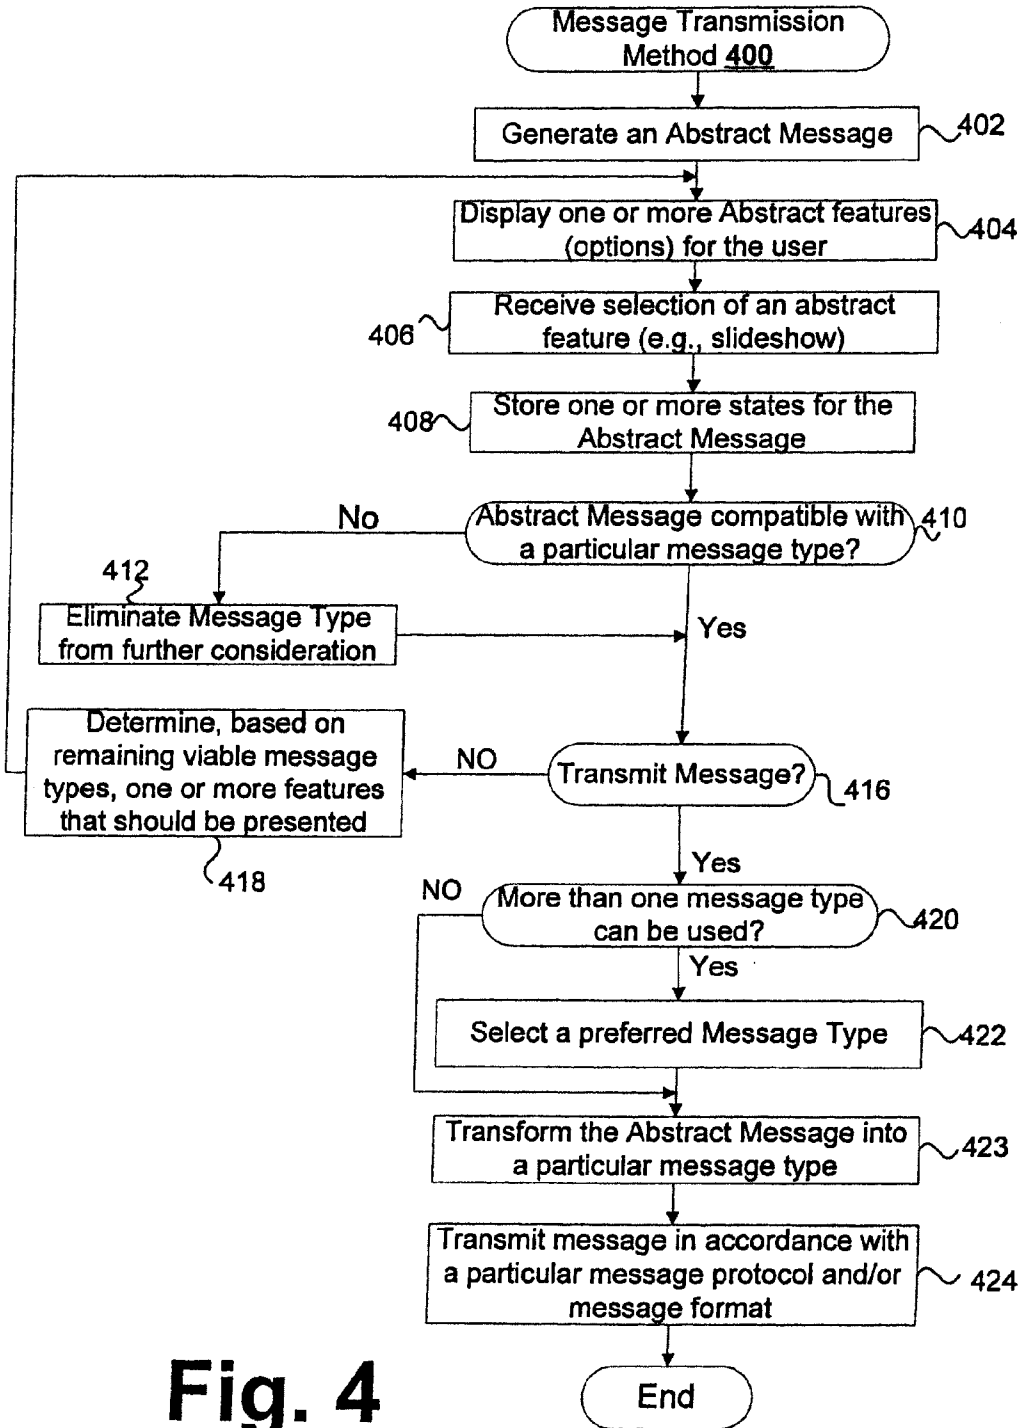 Message Transmission
Method 400
Generate an Abstract Message
402
Display one or more Abstract features
(options) for the user
404
Receive selection of an abstract
feature (e.g., slideshow)
406
Store one or more states for the
Abstract Message
408
Abstract Message compatible with
a particular message type?
410
No
412
Eliminate Message Type
from further consideration
Yes
Transmit Message?
416
NO
Determine, based on
remaining viable message
types, one or more features
that should be presented
418
Yes
More than one message type
can be used?
420
NO
Yes
Select a preferred Message Type
422
Transform the Abstract Message into
a particular message type
423
Transmit message in accordance with
a particular message protocol and/or
message format
424
End
Fig. 4